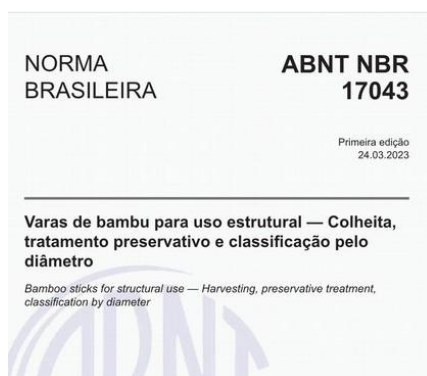 NORMA
BRASILEIRA
ABNT NBR
17043
Primeira edição
24.03.2023
Varas de bambu para uso estrutural — Colheita,
tratamento preservativo e classificação pelo
diâmetro
Bamboo sticks for structural use — Harvesting, preservative treatment,
classification by diameter
ABNT